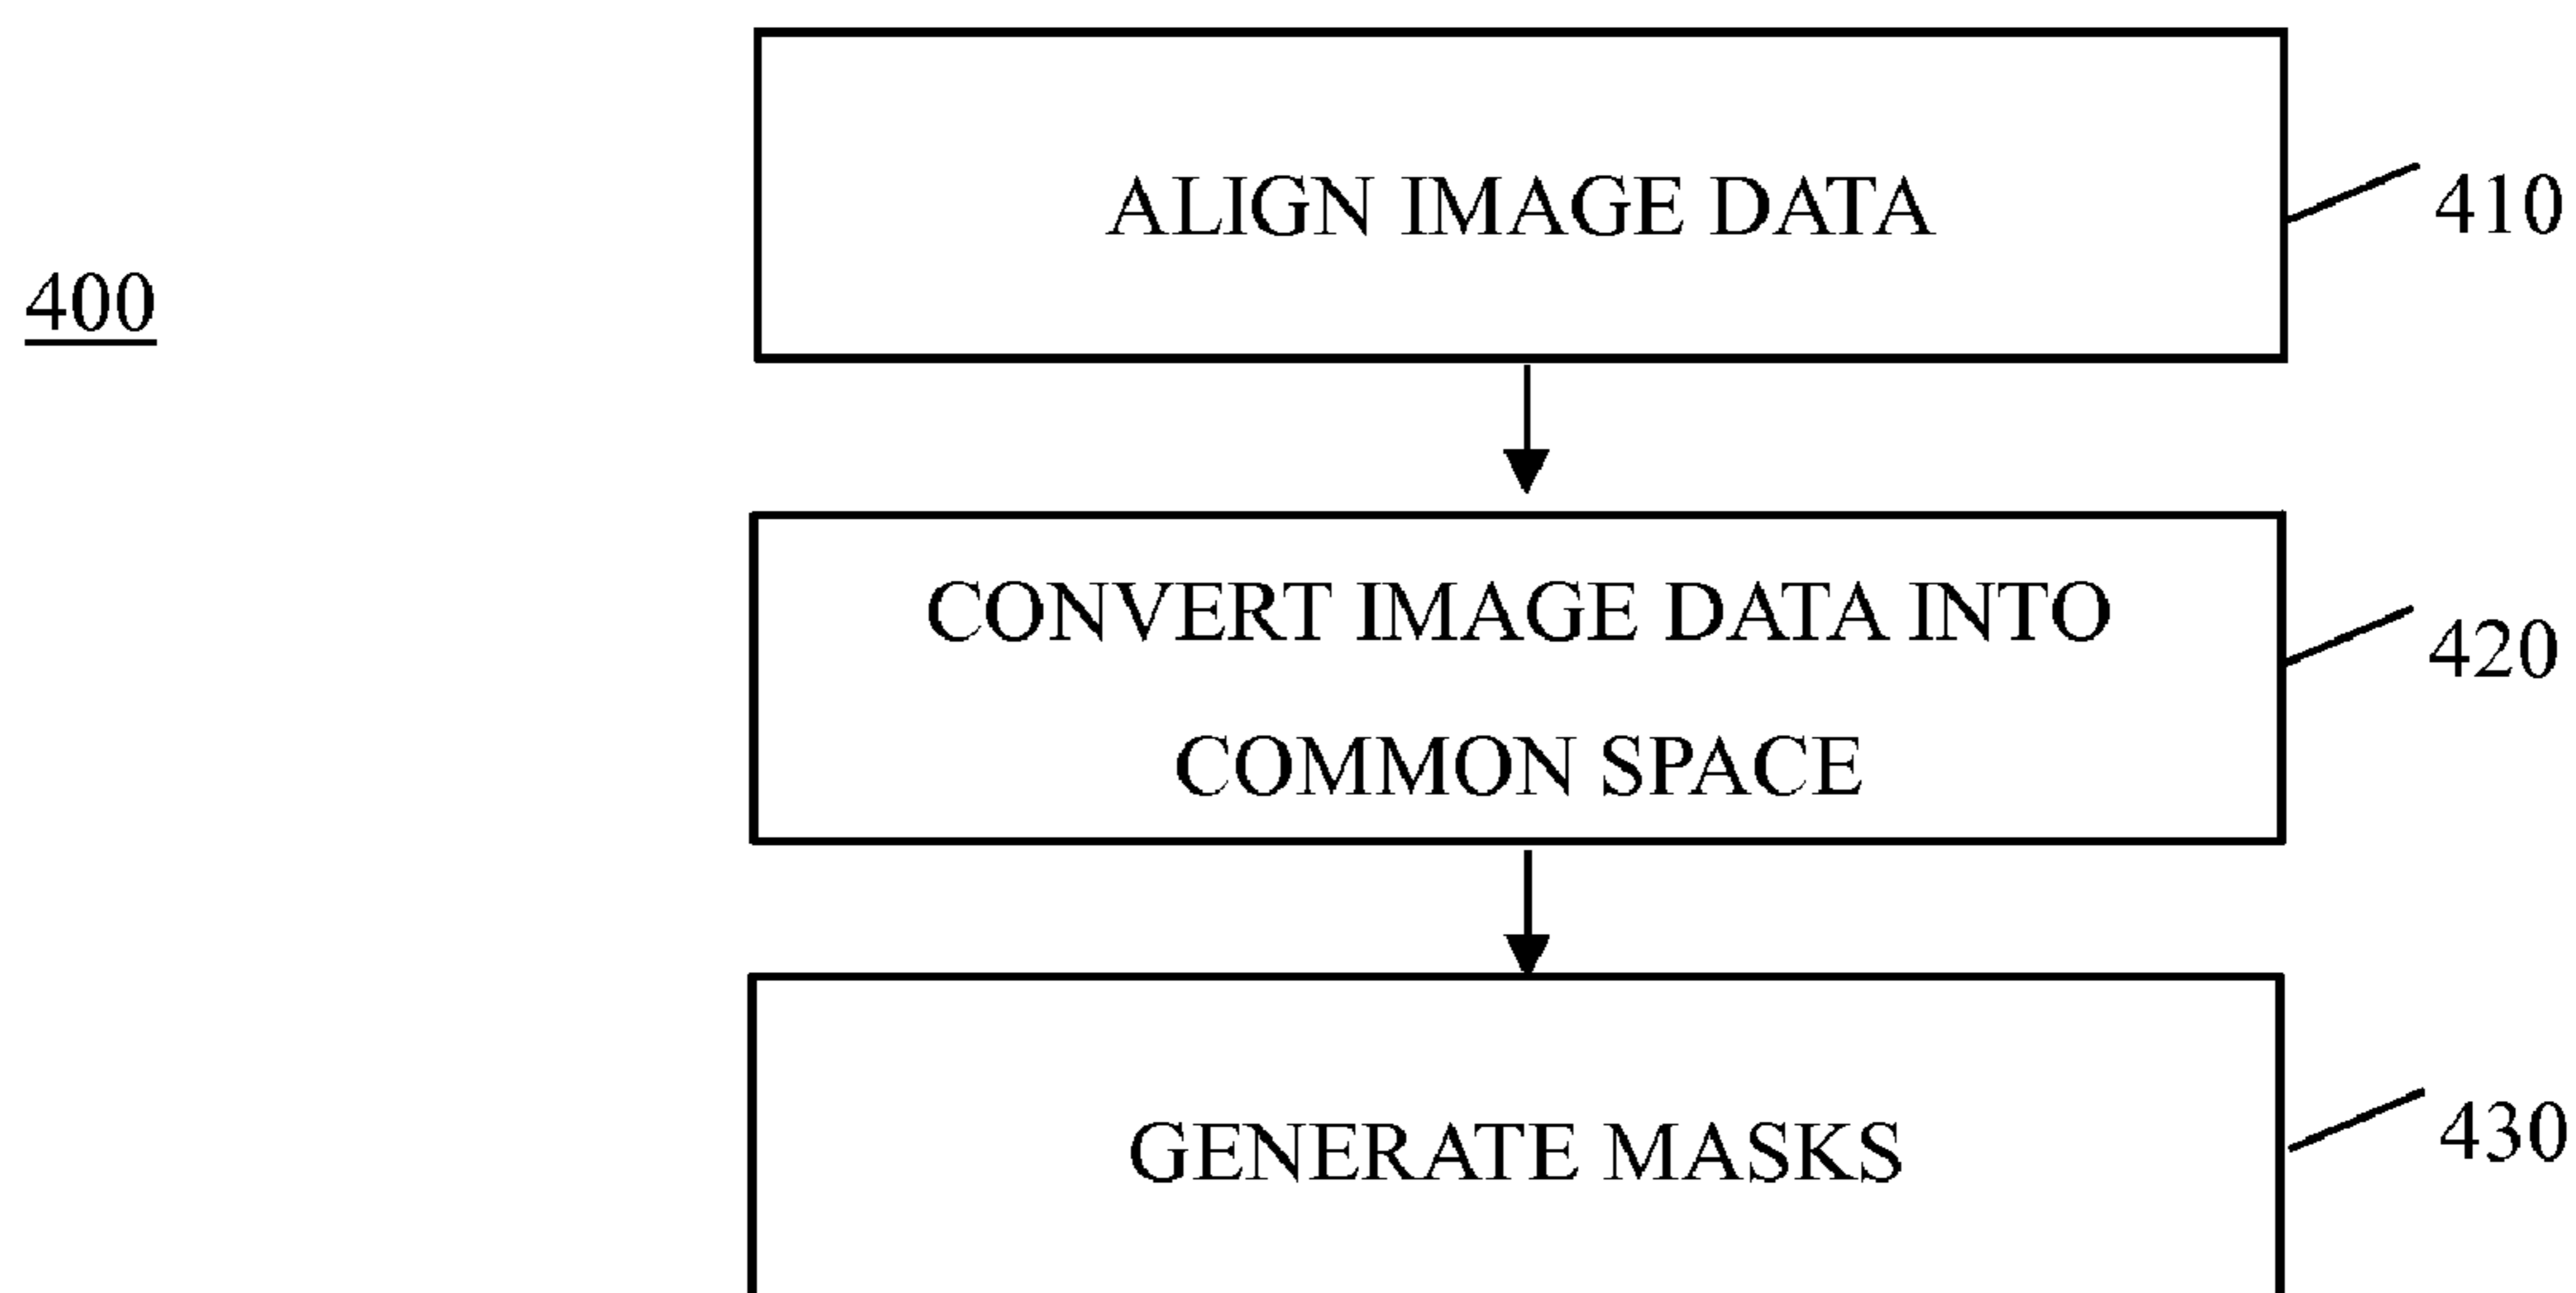 ALIGN IMAGE DATA
410
400
CONVERT IMAGE DATA INTO
420
COMMON SPACE
GENERATE MASKS
430